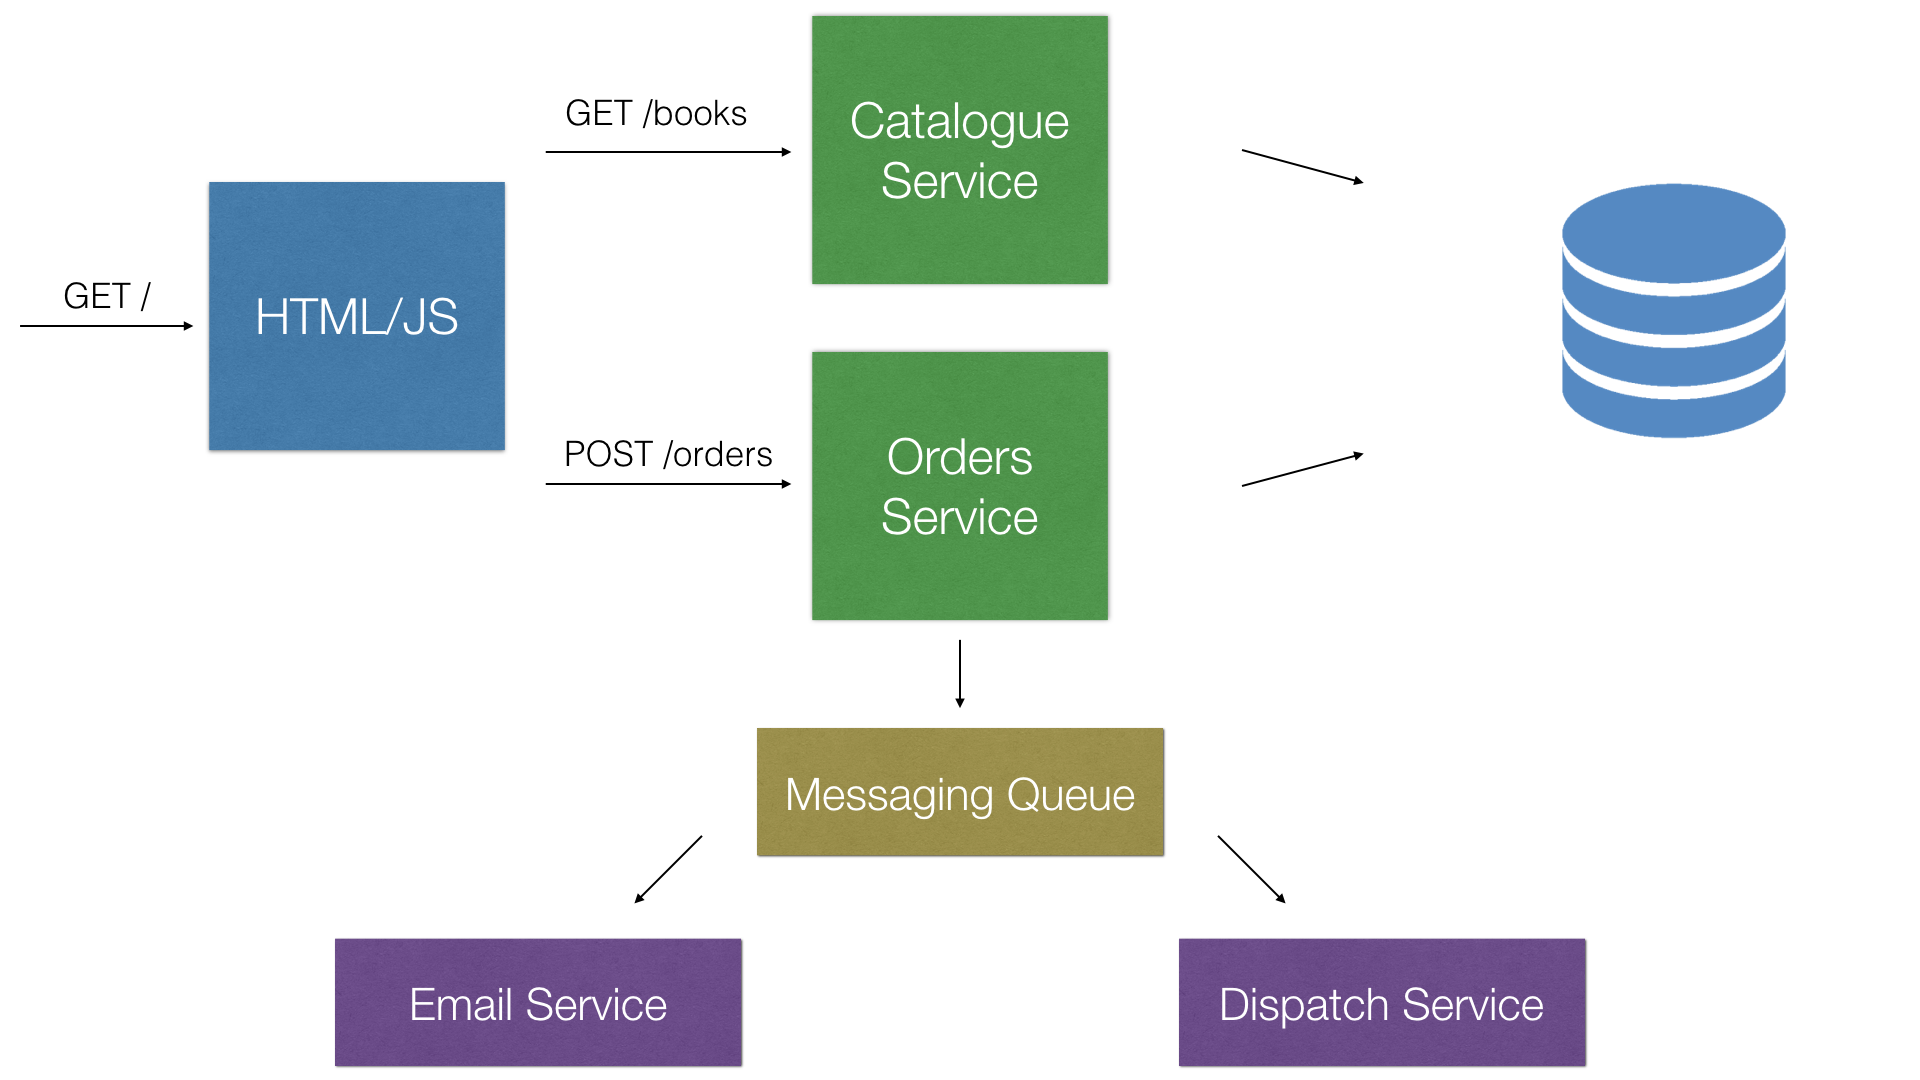 GET /books
Catalogue
Service
GET /
HTML/JS
POST /orders
Orders
Service
Messaging Queue
Email Service
Dispatch Service